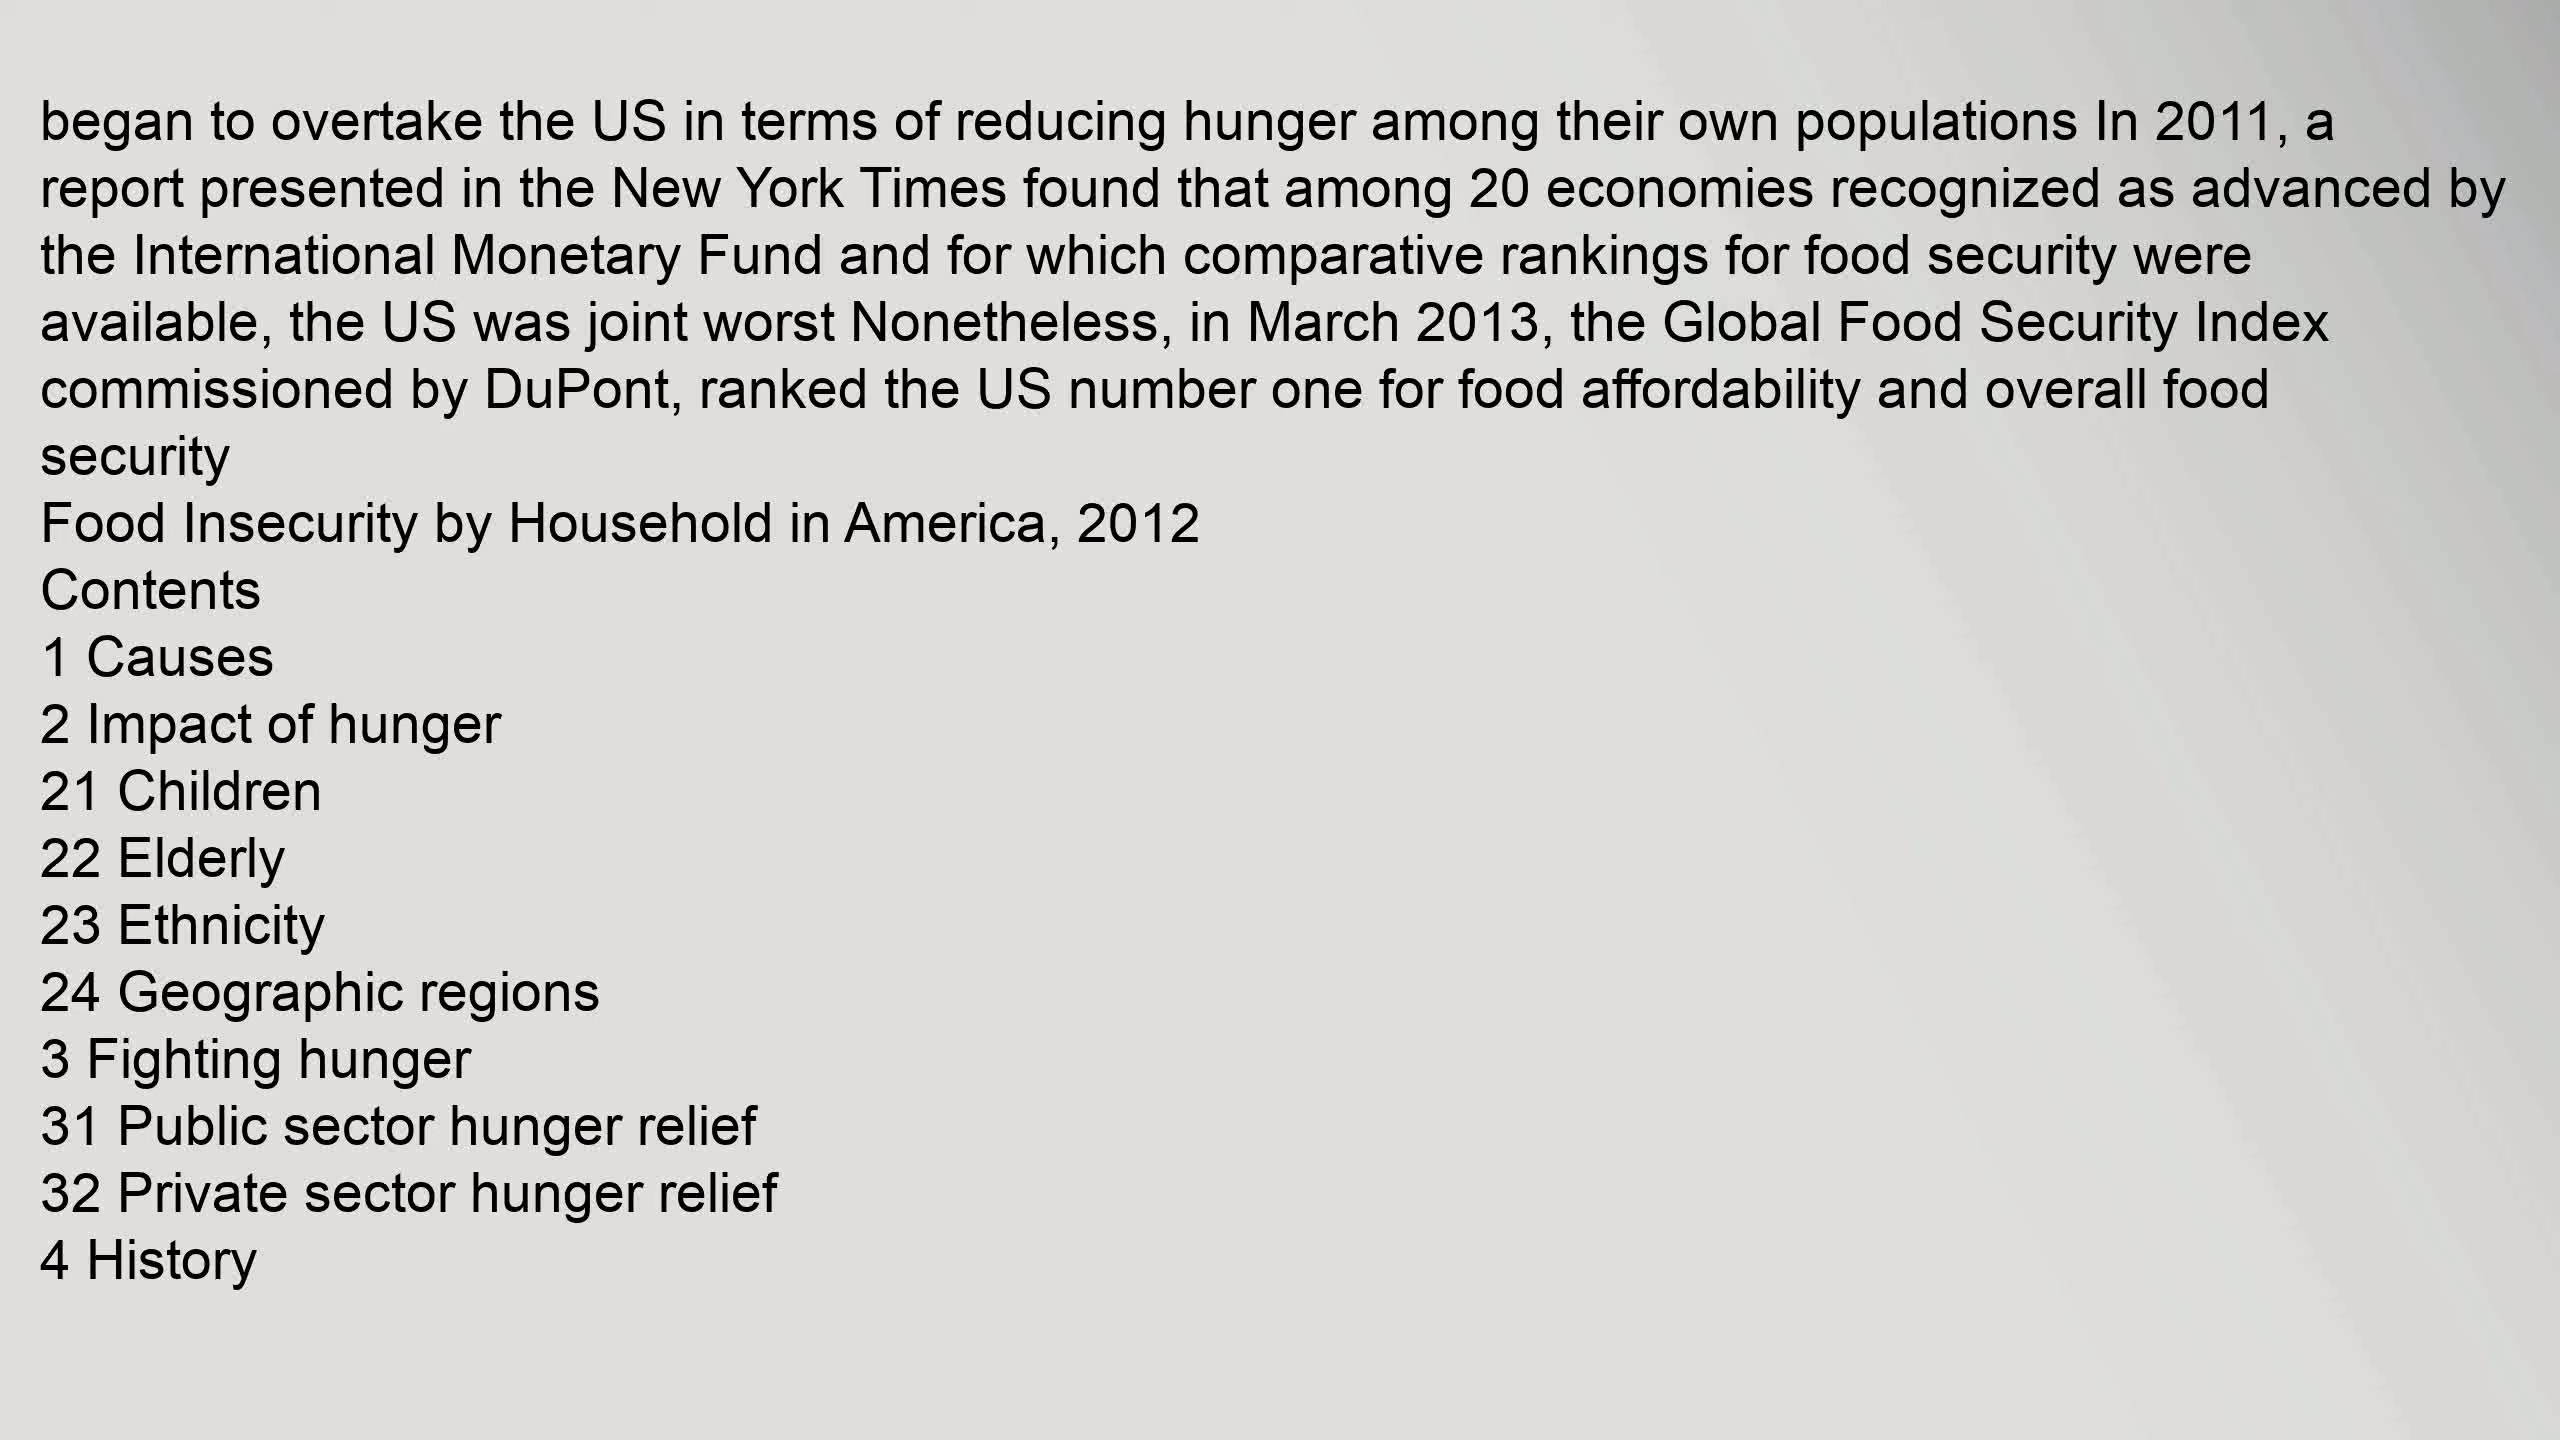 began to overtake the US in terms of reducing hunger among their own populations In 2011, a
report presented in the New York Times found that among 20 economies recognized as advanced by
the International Monetary Fund and for which comparative rankings for food security were
available, the US was joint worst Nonetheless, in March 2013, the Global Food Security Index
commissioned by DuPont, ranked the US number one for food affordability and overall food
security
Food Insecurity by Household in America, 2012
Contents
1 Causes
2 Impact of hunger
21 Children
22 Elderly
23 Ethnicity
24 Geographic regions
3 Fighting hunger
31 Public sector hunger relief
32 Private sector hunger relief
4 History